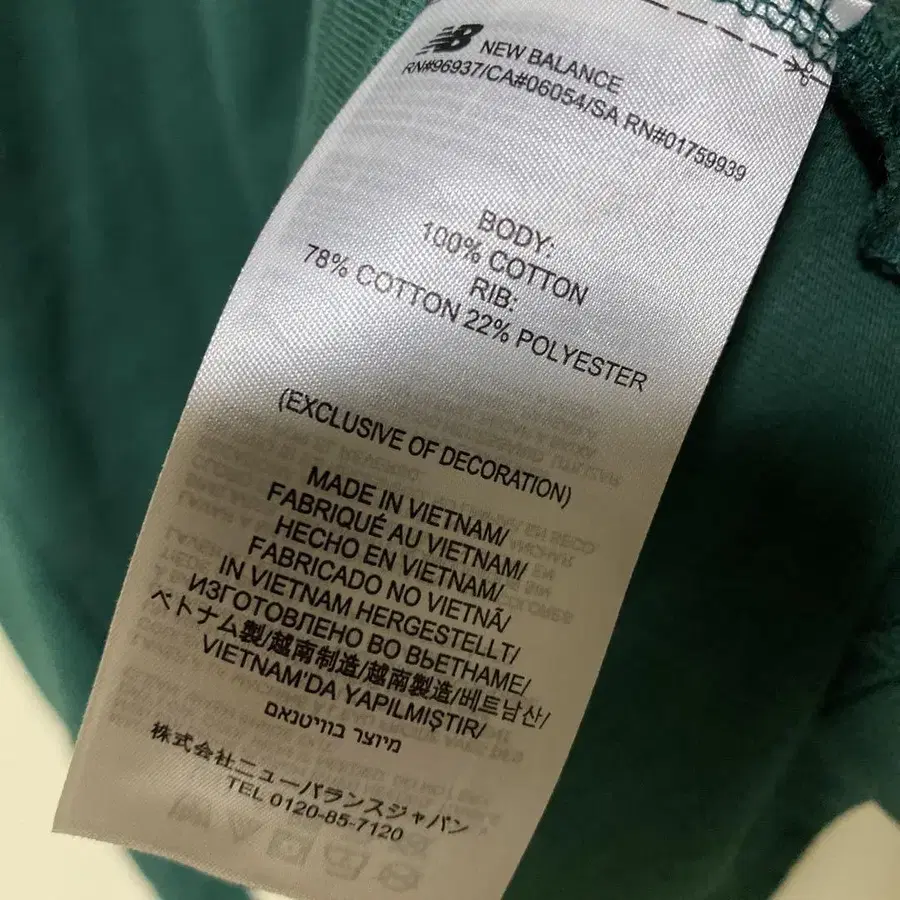 NB NEW BALANCE
RN#96937/CA#06054/SA RN#01759939
BODY:
100% COTTON
RIB:
78% COTTON 22% POLYESTER
(EXCLUSIVE OF DECORATION)
MADE IN VIETNAM/
FABRIQUÉ AU VIETNAM/
HECHO EN VIETNAM/
FABRICADO NO VIETNÃ/
IN VIETNAM HERGESTELLT/
ИЗГОТОВЛЕНО ВО ВЬЕТНАМЕ/
ベトナム製/越南制造/越南製造/베트남산/
VIETNAM'DA YAPILMIŞTIR/
מיוצר בוויטנאם
株式会社ニューバランスジャパン
TEL 0120-85-7120